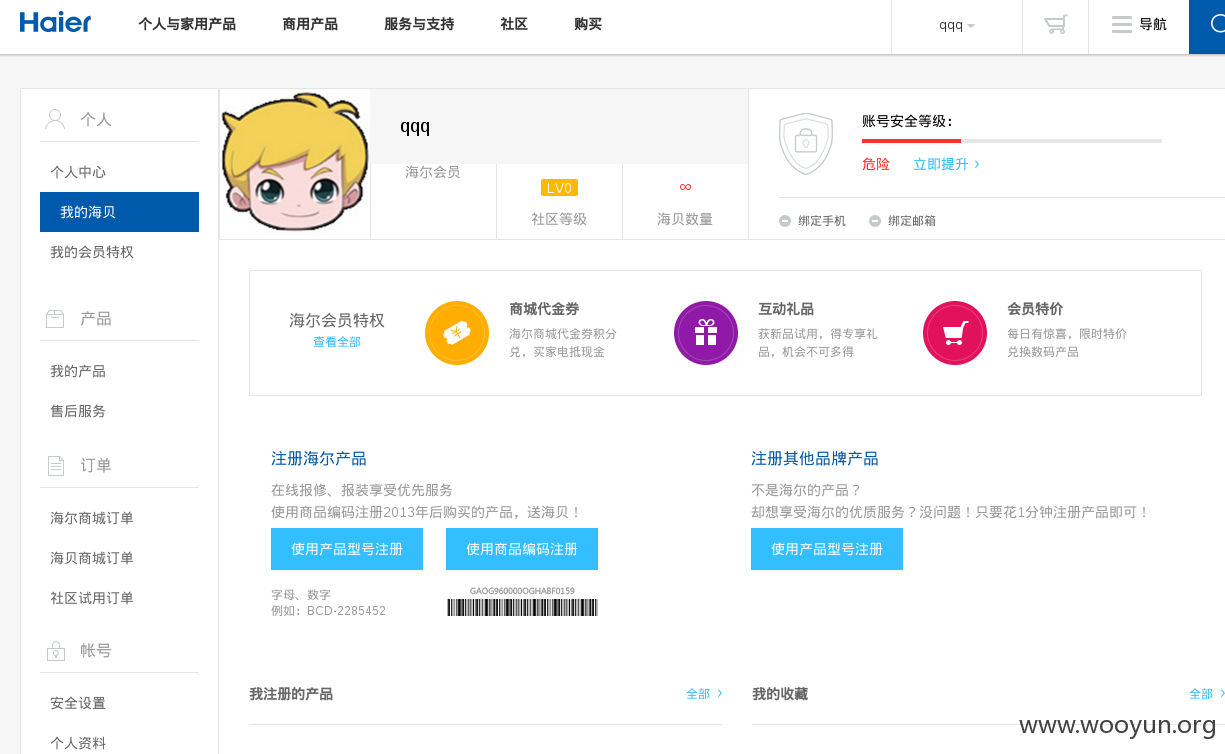 Haier
个人与家用产品
商用产品
服务与支持
社区
购买
qqq
导航
个人
个人中心
我的海贝
我的会员特权
产品
我的产品
售后服务
订单
海尔商城订单
海贝商城订单
社区试用订单
帐号
安全设置
个人资料
qqq
海尔会员
LV0
社区等级
∞
海贝数量
账号安全等级：
危险 立即提升 >
绑定手机 绑定邮箱
海尔会员特权
查看全部
商城代金券
海尔商城代金券积分
兑，买家电抵现金
互动礼品
获新品试用，得专享礼
品，机会不可多得
会员特价
每日有惊喜，限时特价
兑换数码产品
注册海尔产品
在线报修、报装享受优先服务
使用商品编码注册2013年后购买的产品，送海贝！
使用产品型号注册
使用商品编码注册
字母、数字
例如：BCD-2285452
GAOG960000OGHABF0159
注册其他品牌产品
不是海尔的产品？
却想享受海尔的优质服务？没问题！只要花1分钟注册产品即可！
使用产品型号注册
我注册的产品
全部 >
我的收藏
全部 >
www.wooyun.org